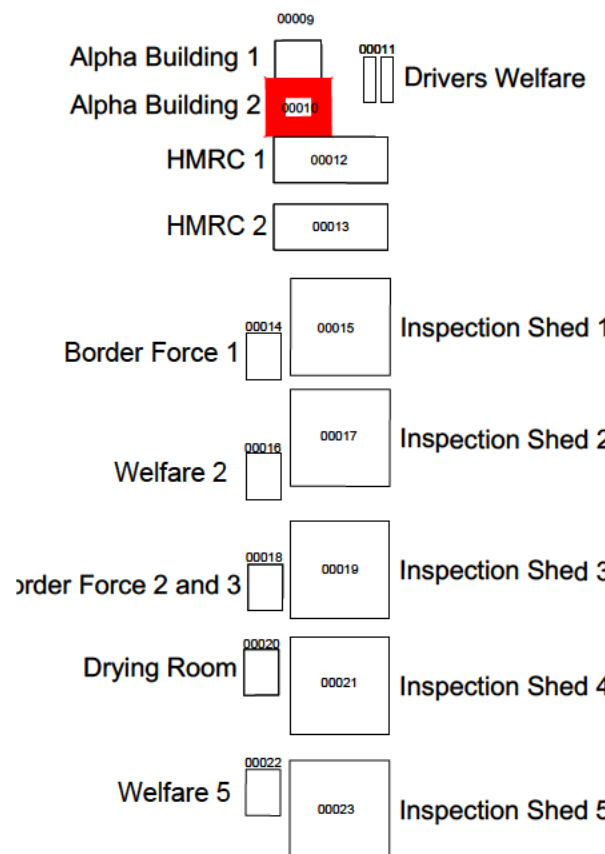 00009
Alpha Building 1
00011
Drivers Welfare
Alpha Building 2
00010
HMRC 1
00012
HMRC 2
00013
00014
Border Force 1
00015
Inspection Shed 1
00016
Welfare 2
00017
Inspection Shed 2
00018
order Force 2 and 3
00019
Inspection Shed 3
00020
Drying Room
00021
Inspection Shed 4
00022
Welfare 5
00023
Inspection Shed 5